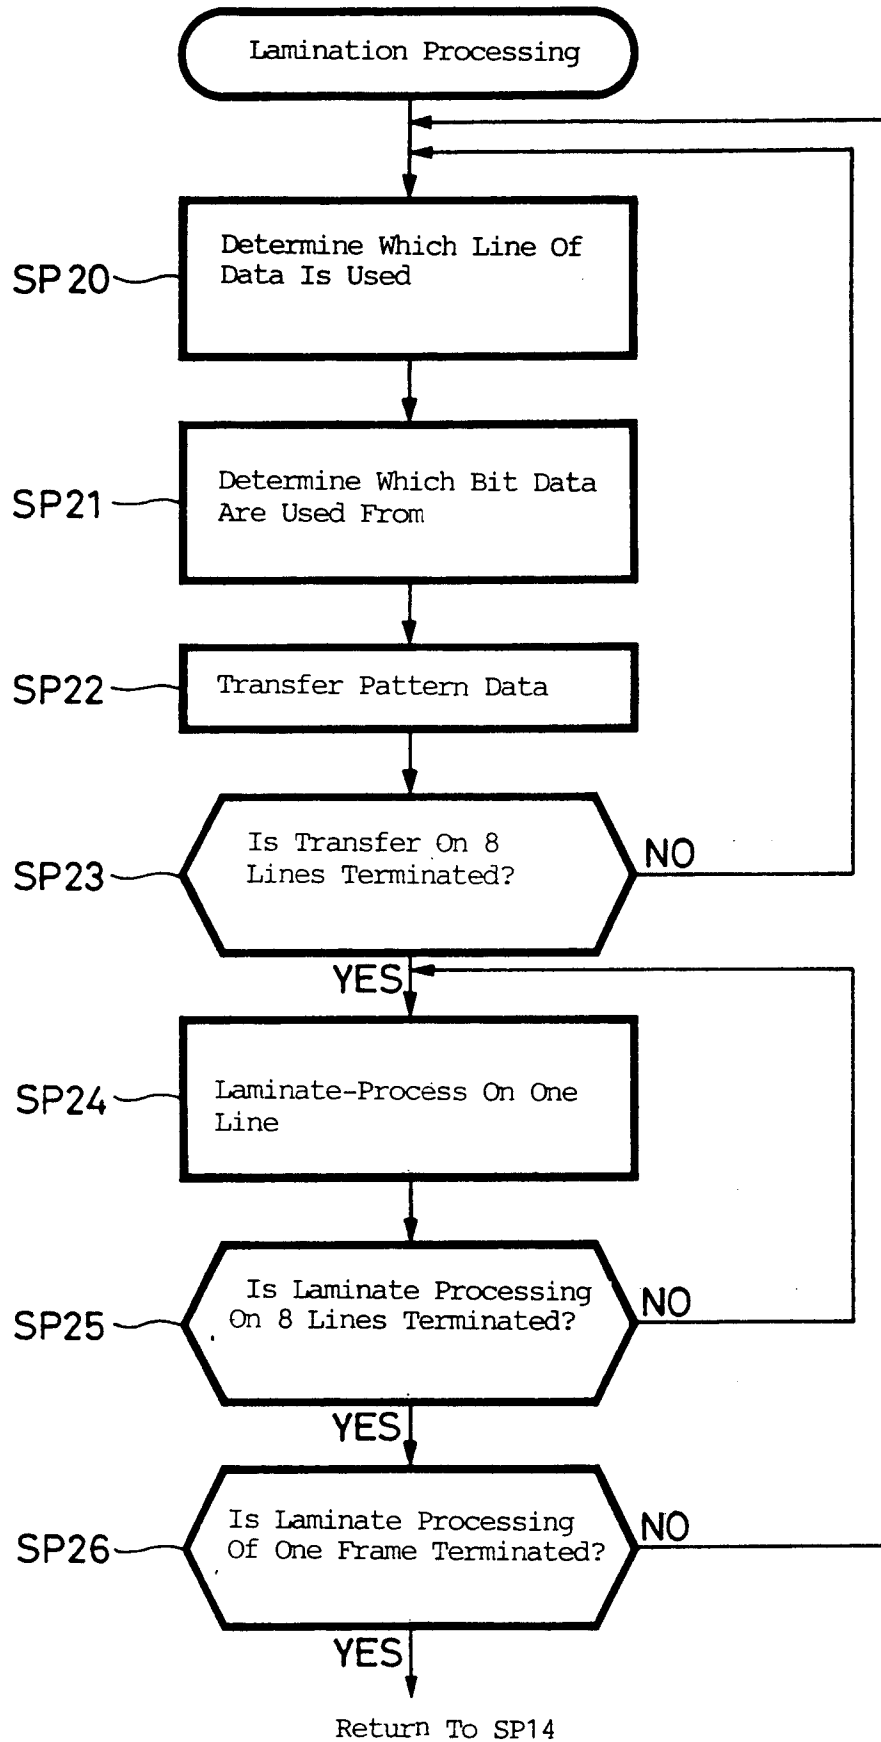 Lamination Processing
Determine Which Line Of
Data Is Used
SP20
Determine Which Bit Data
Are Used From
SP21
Transfer Pattern Data
SP22
Is Transfer On 8
Lines Terminated?
SP23
NO
YES
Laminate-Process On One
Line
SP24
Is Laminate Processing
On 8 Lines Terminated?
SP25
NO
YES
Is Laminate Processing
Of One Frame Terminated?
SP26
NO
YES
Return To SP14